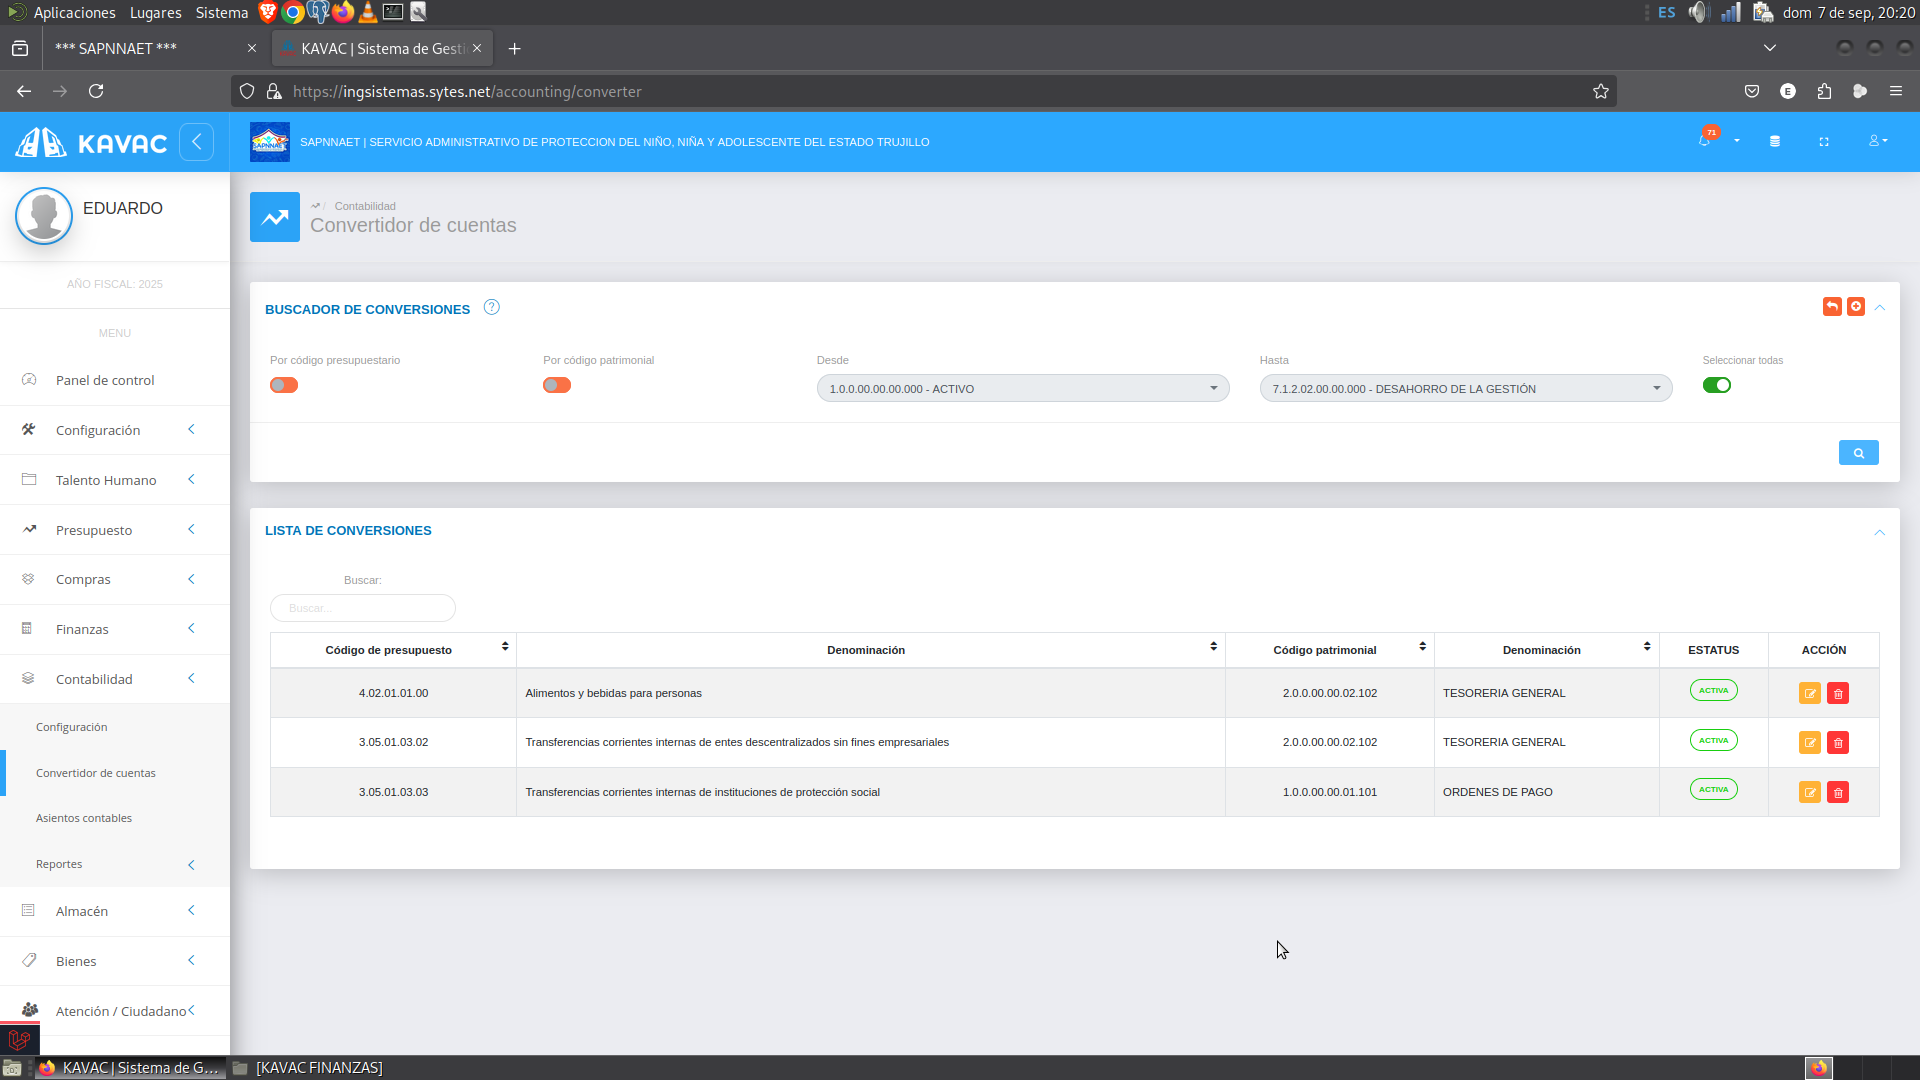 Aplicaciones Lugares Sistema ES dom 7 de sep, 20:20
*** SAPNNAET *** KAVAC | Sistema de Gesti
https://ingsistemas.sytes.net/accounting/converter E
KAVAC SAPNNAET | SERVICIO ADMINISTRATIVO DE PROTECCION DEL NIÑO, NIÑA Y ADOLESCENTE DEL ESTADO TRUJILLO 71
EDUARDO
AÑO FISCAL: 2025
MENU
Panel de control
Configuración
Talento Humano
Presupuesto
Compras
Finanzas
Contabilidad
Configuración
Convertidor de cuentas
Asientos contables
Reportes
Almacén
Bienes
Atención / Ciudadano
Contabilidad
Convertidor de cuentas
BUSCADOR DE CONVERSIONES ?
Por código presupuestario Por código patrimonial Desde Hasta Seleccionar todas
1.0.0.00.00.00.000 - ACTIVO 7.1.2.02.00.00.000 - DESAHORRO DE LA GESTIÓN
LISTA DE CONVERSIONES
Buscar:
Buscar...
Código de presupuesto Denominación Código patrimonial Denominación ESTATUS ACCIÓN
4.02.01.01.00 Alimentos y bebidas para personas 2.0.0.00.00.02.102 TESORERIA GENERAL ACTIVA
3.05.01.03.02 Transferencias corrientes internas de entes descentralizados sin fines empresariales 2.0.0.00.00.02.102 TESORERIA GENERAL ACTIVA
3.05.01.03.03 Transferencias corrientes internas de instituciones de protección social 1.0.0.00.00.01.101 ORDENES DE PAGO ACTIVA
KAVAC | Sistema de G... [KAVAC FINANZAS]